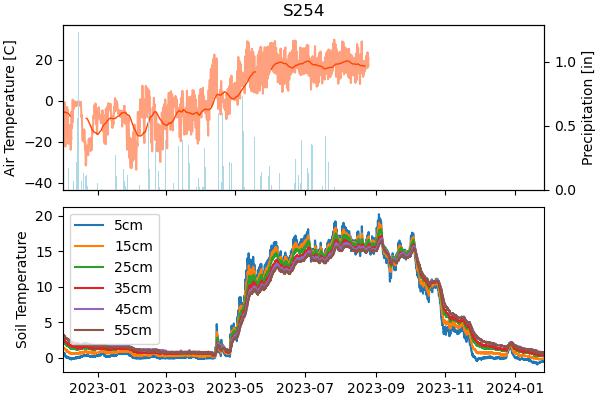 S254
Air Temperature [C]
20
0
−20
−40
Precipitation [in]
1.0
0.5
0.0
Soil Temperature
20
15
10
5
0
5cm
15cm
25cm
35cm
45cm
55cm
2023-01 2023-03 2023-05 2023-07 2023-09 2023-11 2024-01